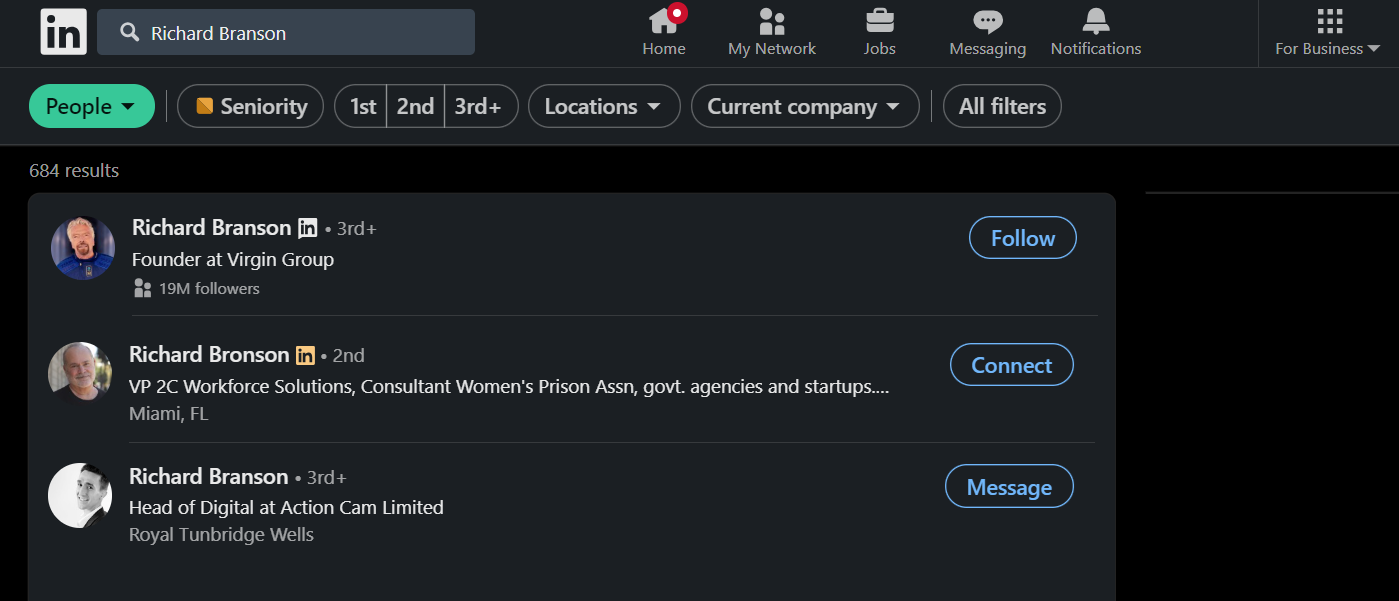 in
Richard Branson
Home
My Network
Jobs
Messaging
Notifications
For Business
People
Seniority
1st
2nd
3rd+
Locations
Current company
All filters
684 results
Richard Branson in • 3rd+
Follow
Founder at Virgin Group
19M followers
Richard Bronson in • 2nd
Connect
VP 2C Workforce Solutions, Consultant Women's Prison Assn, govt. agencies and startups....
Miami, FL
Richard Branson • 3rd+
Message
Head of Digital at Action Cam Limited
Royal Tunbridge Wells